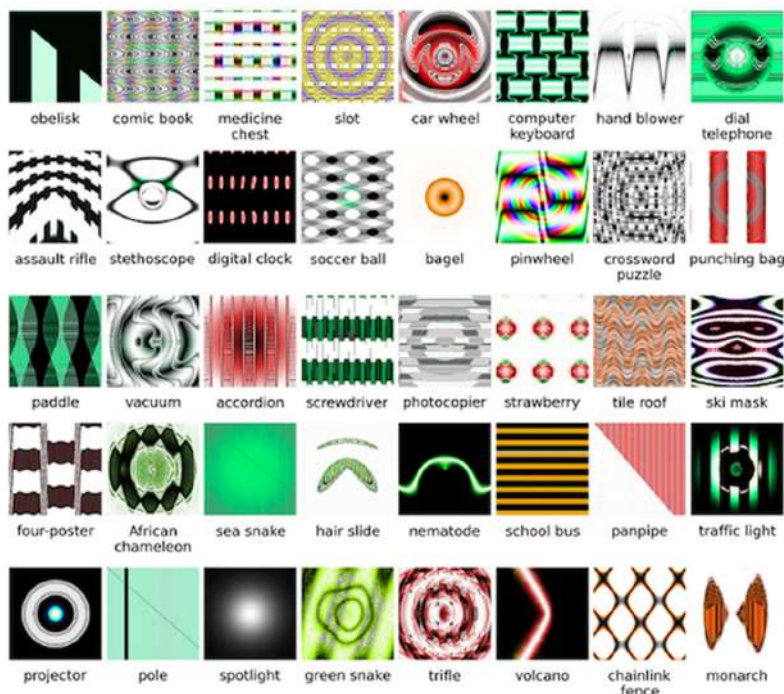 obelisk
comic book
medicine chest
slot
car wheel
computer keyboard
hand blower
dial telephone
assault rifle
stethoscope
digital clock
soccer ball
bagel
pinwheel
crossword puzzle
punching bag
paddle
vacuum
accordion
screwdriver
photocopier
strawberry
tile roof
ski mask
four-poster
African chameleon
sea snake
hair slide
nematode
school bus
panpipe
traffic light
projector
pole
spotlight
green snake
trifle
volcano
chainlink fence
monarch